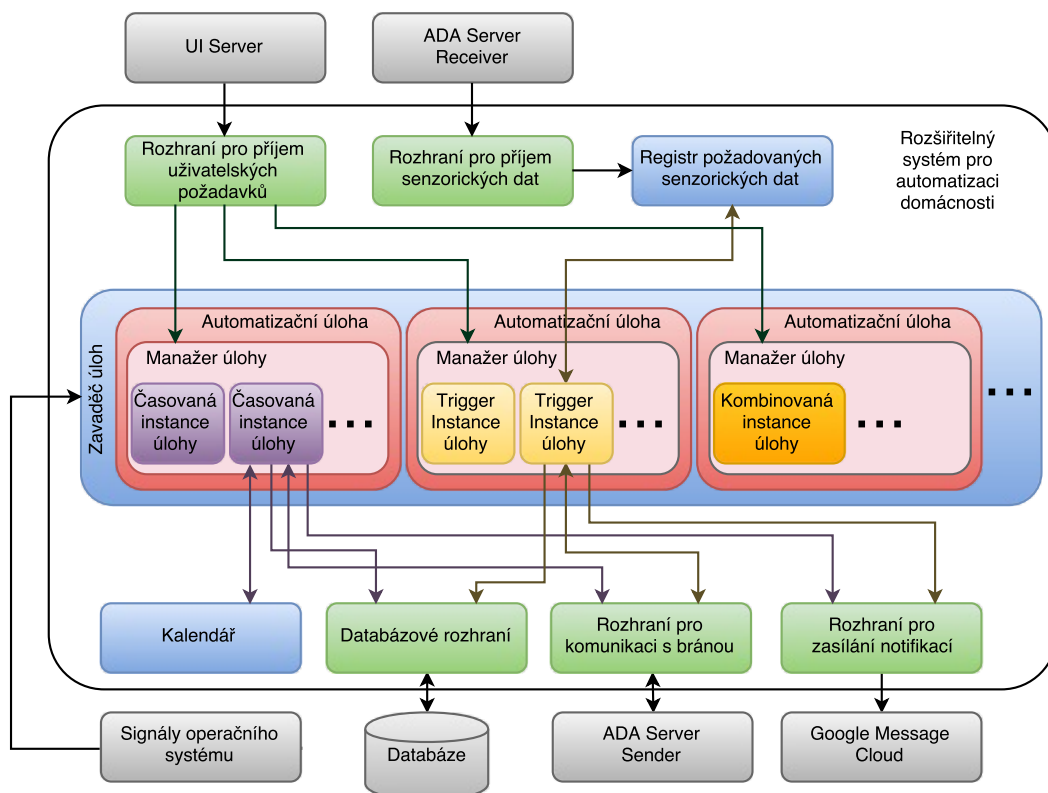 UI Server
ADA Server
Receiver
Rozhraní pro příjem
uživatelských
požadavků
Rozhraní pro příjem
senzorických dat
Registr požadovaných
senzorických dat
Rozšiřitelný
systém pro
automatizaci
domácnosti
Zavaděč úloh
Automatizační úloha
Manažer úlohy
Časovaná
instance
úlohy
Časovaná
instance
úlohy
Automatizační úloha
Manažer úlohy
Trigger
Instance
úlohy
Trigger
Instance
úlohy
Automatizační úloha
Manažer úlohy
Kombinovaná
instance
úlohy
Kalendář
Databázové rozhraní
Rozhraní pro
komunikaci s bránou
Rozhraní pro
zasílání notifikací
Signály operačního
systému
Databáze
ADA Server
Sender
Google Message
Cloud